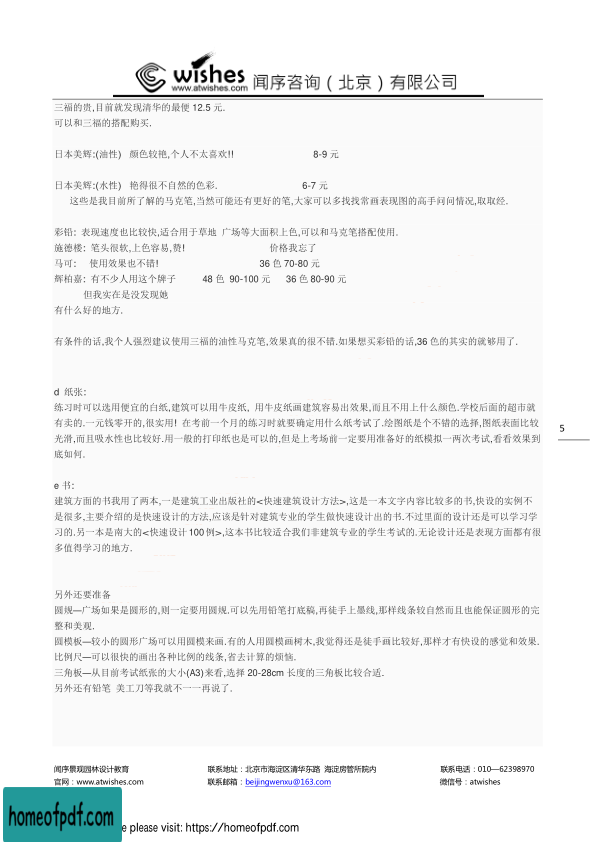 wishes
www.atwishes.com
闻序咨询（北京）有限公司
三福的贵,目前就发现清华的最便 12.5 元.
可以和三福的搭配购买.
日本美辉:(油性) 颜色较艳,个人不太喜欢!! 8-9 元
日本美辉:(水性) 艳得很不自然的色彩. 6-7 元
这些是我目前所了解的马克笔,当然可能还有更好的笔,大家可以多找找常画表现图的高手问问情况,取取经.
彩铅: 表现速度也比较快,适合用于草地 广场等大面积上色,可以和马克笔搭配使用.
施德楼: 笔头很软,上色容易,赞! 价格我忘了
马可: 使用效果也不错! 36 色 70-80 元
辉柏嘉: 有不少人用这个牌子 48 色 90-100 元 36 色 80-90 元
但我实在是没发现她
有什么好的地方.
有条件的话,我个人强烈建议使用三福的油性马克笔,效果真的很不错.如果想买彩铅的话,36 色的其实的就够用了.
d 纸张:
练习时可以选用便宜的白纸,建筑可以用牛皮纸, 用牛皮纸画建筑容易出效果,而且不用上什么颜色.学校后面的超市就
有卖的.一元钱零开的,很实用! 在考前一个月的练习时就要确定用什么纸考试了.绘图纸是个不错的选择,图纸表面比较
光滑,而且吸水性也比较好.用一般的打印纸也是可以的,但是上考场前一定要用准备好的纸模拟一两次考试,看看效果到
底如何.
5
e 书:
建筑方面的书我用了两本,一是建筑工业出版社的<快速建筑设计方法>,这是一本文字内容比较多的书,快设的实例不
是很多,主要介绍的是快速设计的方法,应该是针对建筑专业的学生做快速设计出的书.不过里面的设计还是可以学习学
习的.另一本是南大的<快速设计 100 例>,这本书比较适合我们非建筑专业的学生考试的.无论设计还是表现方面都有很
多值得学习的地方.
另外还要准备
圆规—广场如果是圆形的,则一定要用圆规.可以先用铅笔打底稿,再徒手上墨线,那样线条较自然而且也能保证圆形的完
整和美观.
圆模板—较小的圆形广场可以用圆模来画.有的人用圆模画树木,我觉得还是徒手画比较好,那样才有快设的感觉和效果.
比例尺—可以很快的画出各种比例的线条,省去计算的烦恼.
三角板—从目前考试纸张的大小(A3)来看,选择 20-28cm 长度的三角板比较合适.
另外还有铅笔 美工刀等我就不一一再说了.
闻序景观园林设计教育 联系地址：北京市海淀区清华东路 海淀房管所院内 联系电话：010—62398970
官网：www.atwishes.com 联系邮箱：beijingwenxu@163.com 微信号：atwishes
homeofpdf.com
e please visit: https://homeofpdf.com